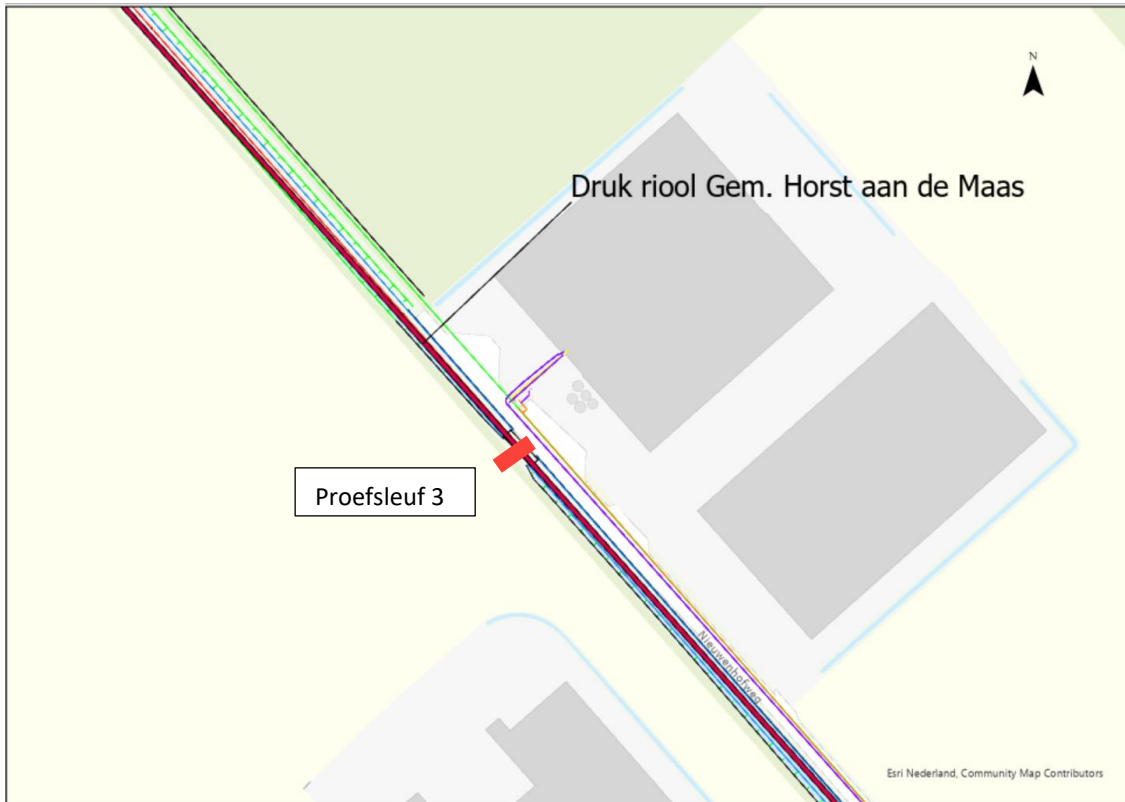 N
Druk riool Gem. Horst aan de Maas
Proefsleuf 3
Nieuwenhofweg
Esri Nederland, Community Map Contributors